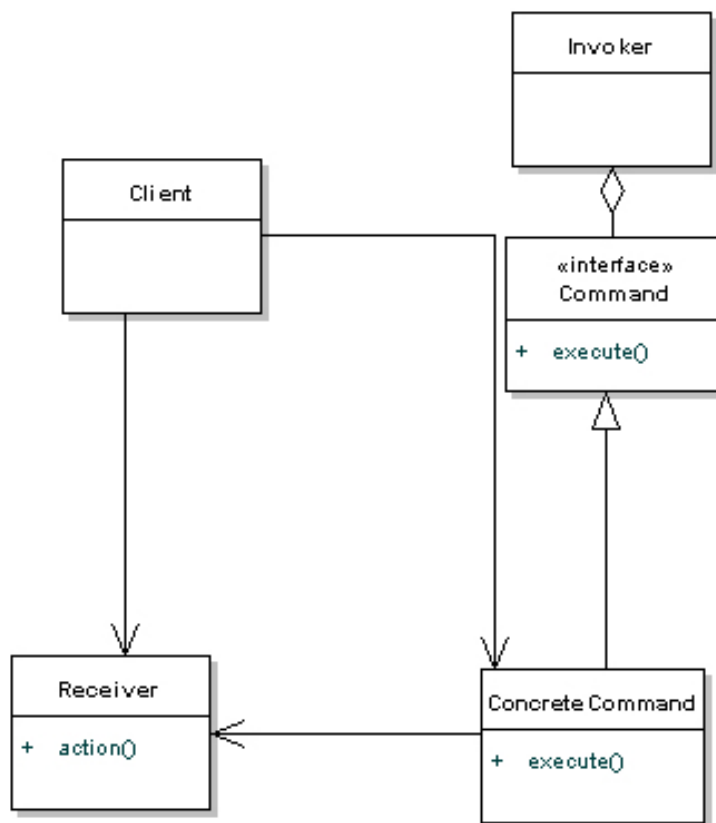 Invoker
Client
«interface»
Command
+ execute()
Receiver
+ action()
Concrete Command
+ execute()